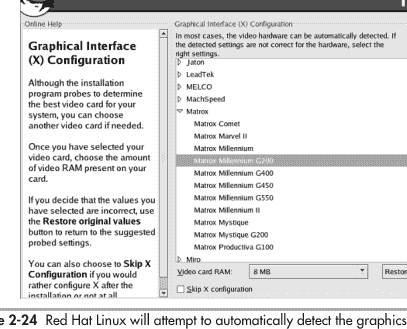 Online Help
Graphical Interface
(X) Configuration
Although the installation
program probes to determine
the best video card for your
system, you can choose
another video card if needed.
Once you have selected your
video card, choose the amount
of video RAM present on your
card.
If you decide that the values you
have selected are incorrect, use
the Restore original values
button to return to the suggested
probed settings.
You can also choose to Skip X
Configuration if you would
rather configure X after the
installation or not at all
Graphical Interface (X) Configuration
In most cases, the video hardware can be automatically detected. If
the detected settings are not correct for the hardware, select the
right settings.
Jaton
LeadTek
MELCO
MachSpeed
Matrox
Matrox Comet
Matrox Marvel II
Matrox Millennium
Matrox Millennium G200
Matrox Millennium G400
Matrox Millennium G450
Matrox Millennium G550
Matrox Millennium II
Matrox Mystique
Matrox Mystique G200
Matrox Productiva G100
Miro
Video card RAM: 8 MB Restor
Skip X configuration
e 2-24 Red Hat Linux will attempt to automatically detect the graphics